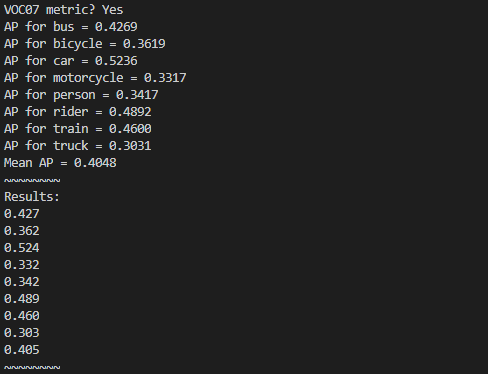 VOC07 metric? Yes
AP for bus = 0.4269
AP for bicycle = 0.3619
AP for car = 0.5236
AP for motorcycle = 0.3317
AP for person = 0.3417
AP for rider = 0.4892
AP for train = 0.4600
AP for truck = 0.3031
Mean AP = 0.4048
~~~~~~~~
Results:
0.427
0.362
0.524
0.332
0.342
0.489
0.460
0.303
0.405
~~~~~~~~